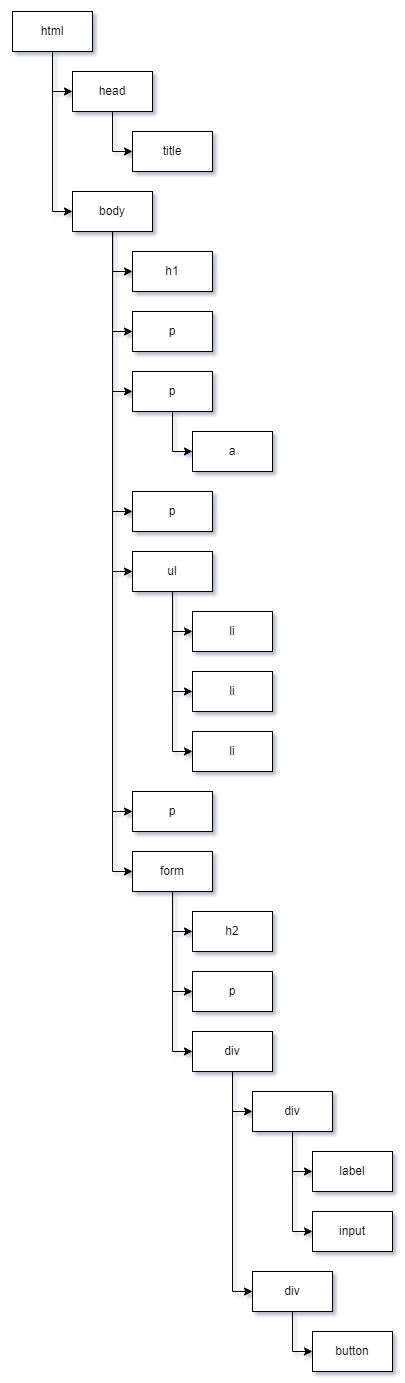 html
head
title
body
h1
p
p
a
p
ul
li
li
li
p
form
h2
p
div
div
label
input
div
button